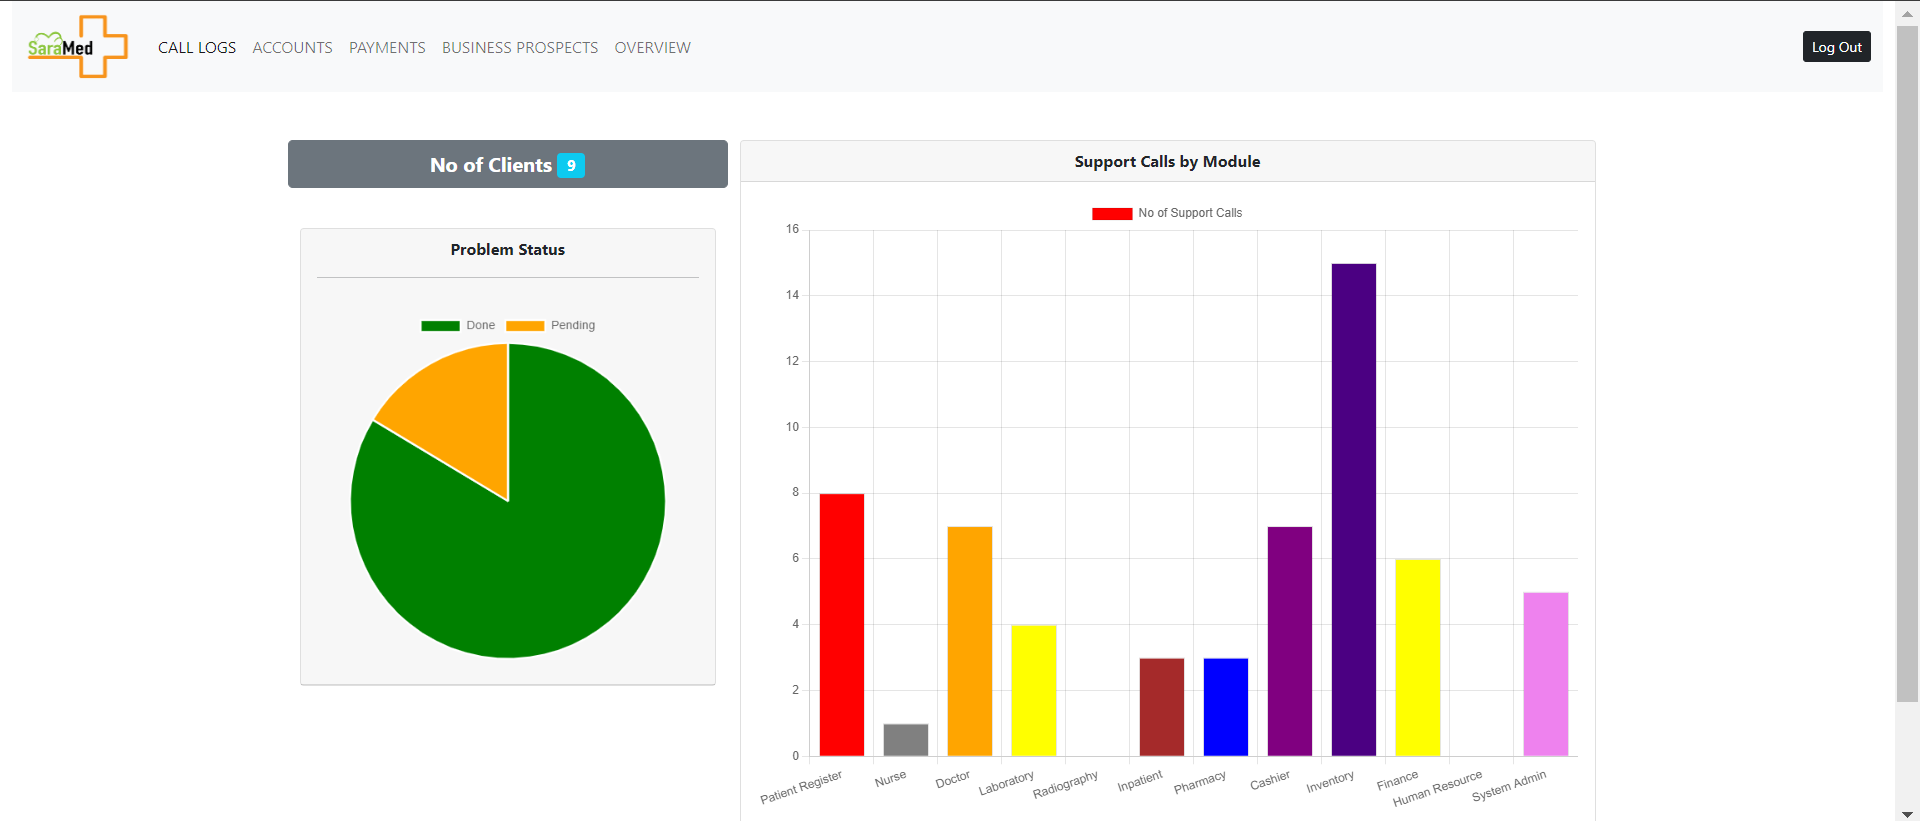 SaraMed
CALL LOGS ACCOUNTS PAYMENTS BUSINESS PROSPECTS OVERVIEW
Log Out
No of Clients 9
Problem Status
Done Pending
Support Calls by Module
No of Support Calls
16
14
12
10
8
6
4
2
0
Patient Register Nurse Doctor Laboratory Radiography Inpatient Pharmacy Cashier Inventory Finance Human Resource System Admin